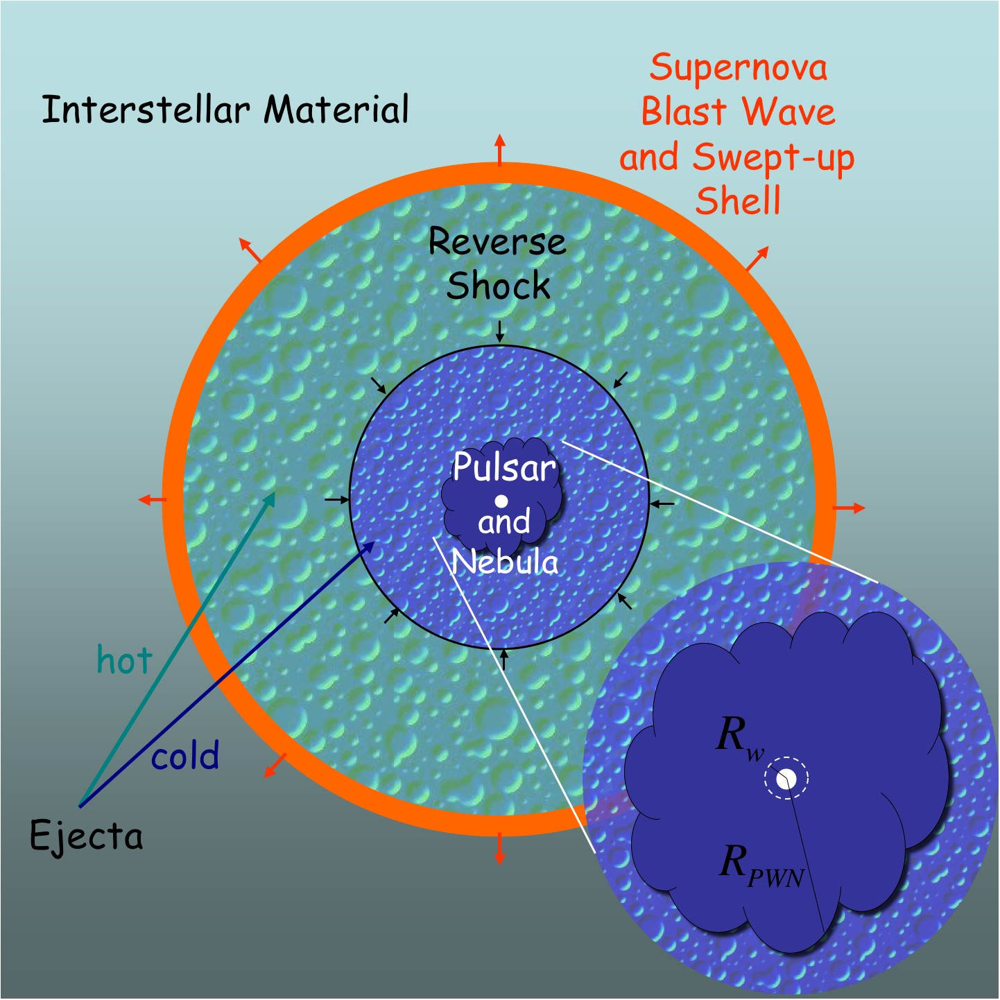 Interstellar Material
Supernova
Blast Wave
and Swept-up
Shell
Reverse
Shock
Pulsar
and
Nebula
hot
cold
Ejecta
R_w
R_PWN